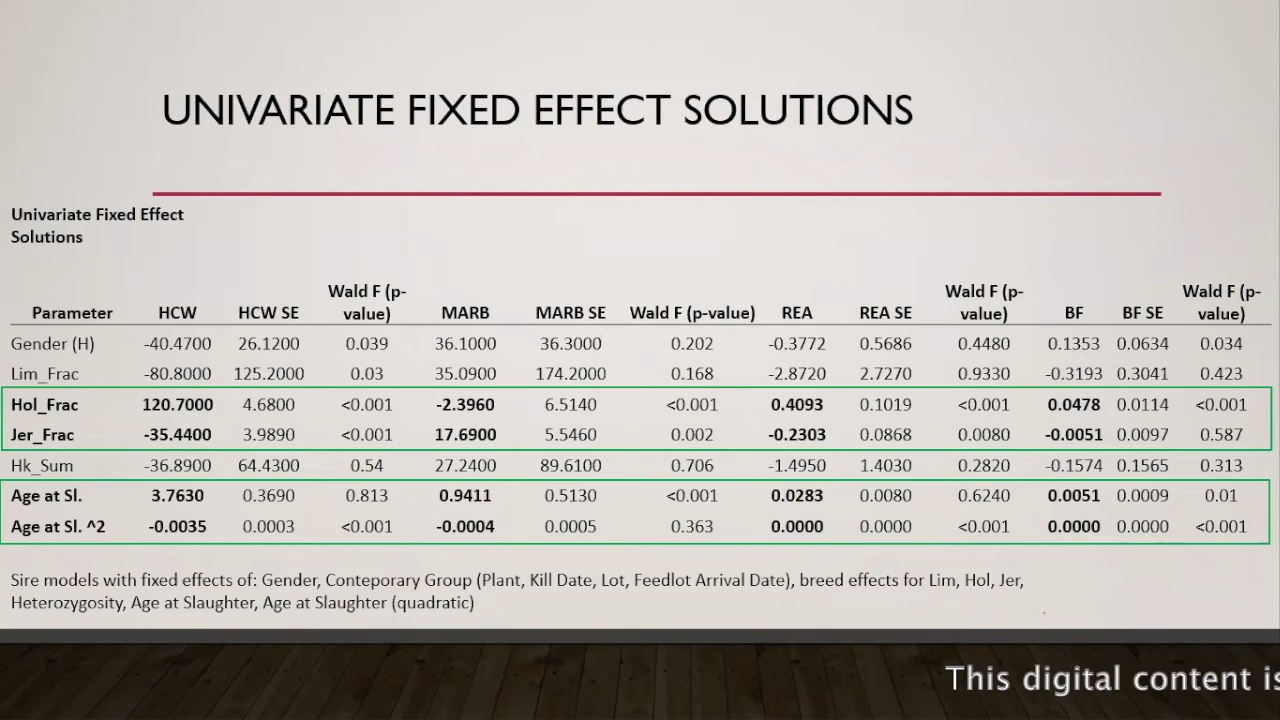 UNIVARIATE FIXED EFFECT SOLUTIONS
Univariate Fixed Effect
Solutions
Parameter HCW HCW SE Wald F (p-value) MARB MARB SE Wald F (p-value) REA REA SE Wald F (p-value) BF BF SE Wald F (p-value)
Gender (H) -40.4700 26.1200 0.039 36.1000 36.3000 0.202 -0.3772 0.5686 0.4480 0.1353 0.0634 0.034
Lim_Frac -80.8000 125.2000 0.03 35.0900 174.2000 0.168 -2.8720 2.7270 0.9330 -0.3193 0.3041 0.423
Hol_Frac 120.7000 4.6800 <0.001 -2.3960 6.5140 <0.001 0.4093 0.1019 <0.001 0.0478 0.0114 <0.001
Jer_Frac -35.4400 3.9890 <0.001 17.6900 5.5460 0.002 -0.2303 0.0868 0.0080 -0.0051 0.0097 0.587
Hk_Sum -36.8900 64.4300 0.54 27.2400 89.6100 0.706 -1.4950 1.4030 0.2820 -0.1574 0.1565 0.313
Age at Sl. 3.7630 0.3690 0.813 0.9411 0.5130 <0.001 0.0283 0.0080 0.6240 0.0051 0.0009 0.01
Age at Sl. ^2 -0.0035 0.0003 <0.001 -0.0004 0.0005 0.363 0.0000 0.0000 <0.001 0.0000 0.0000 <0.001
Sire models with fixed effects of: Gender, Conteporary Group (Plant, Kill Date, Lot, Feedlot Arrival Date), breed effects for Lim, Hol, Jer,
Heterozygosity, Age at Slaughter, Age at Slaughter (quadratic)
This digital content is